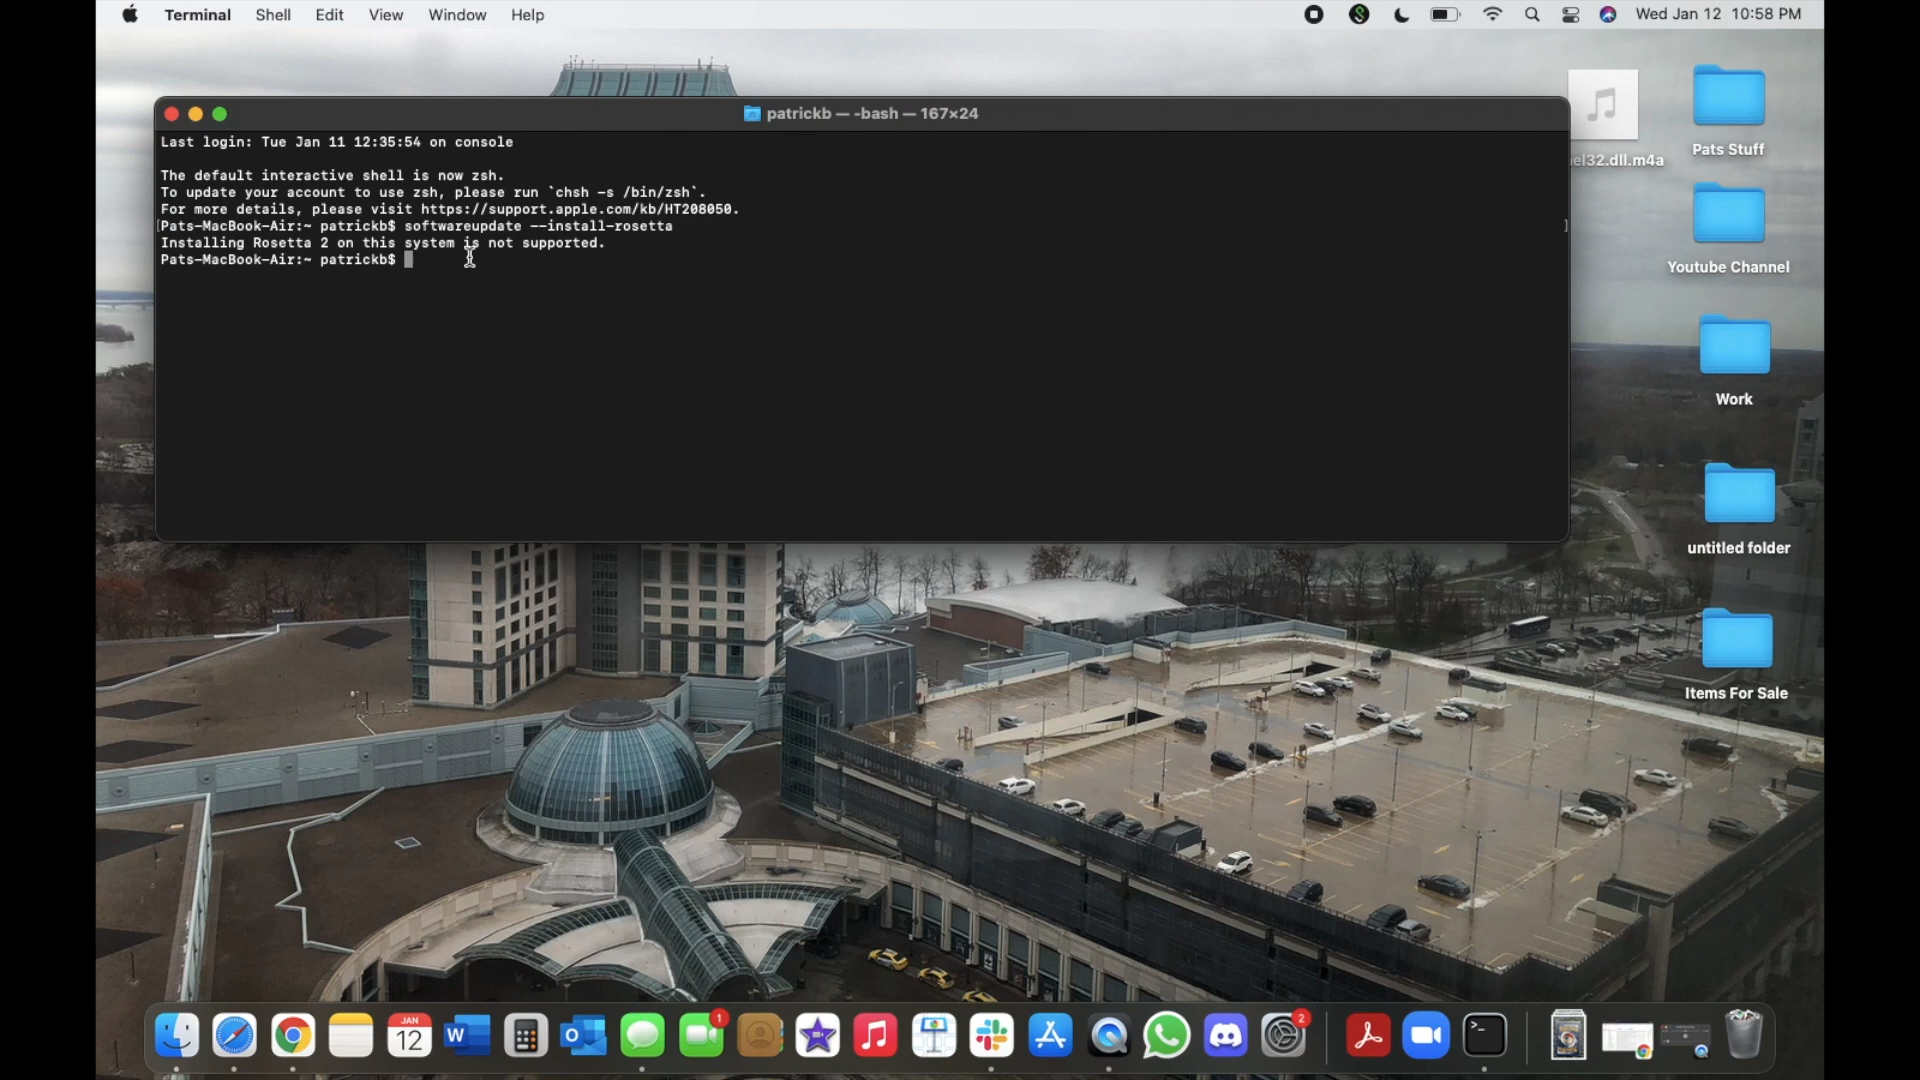 Terminal Shell Edit View Window Help
Wed Jan 12 10:58 PM
patrickb — -bash — 167×24
Last login: Tue Jan 11 12:35:54 on console
The default interactive shell is now zsh.
To update your account to use zsh, please run `chsh -s /bin/zsh`.
For more details, please visit https://support.apple.com/kb/HT208050.
[Pats-MacBook-Air:~ patrickb$ softwareupdate --install-rosetta ]
Installing Rosetta 2 on this system is not supported.
Pats-MacBook-Air:~ patrickb$
el32.dll.m4a
Pats Stuff
Youtube Channel
Work
untitled folder
Items For Sale
JAN
12
W
O
1
2